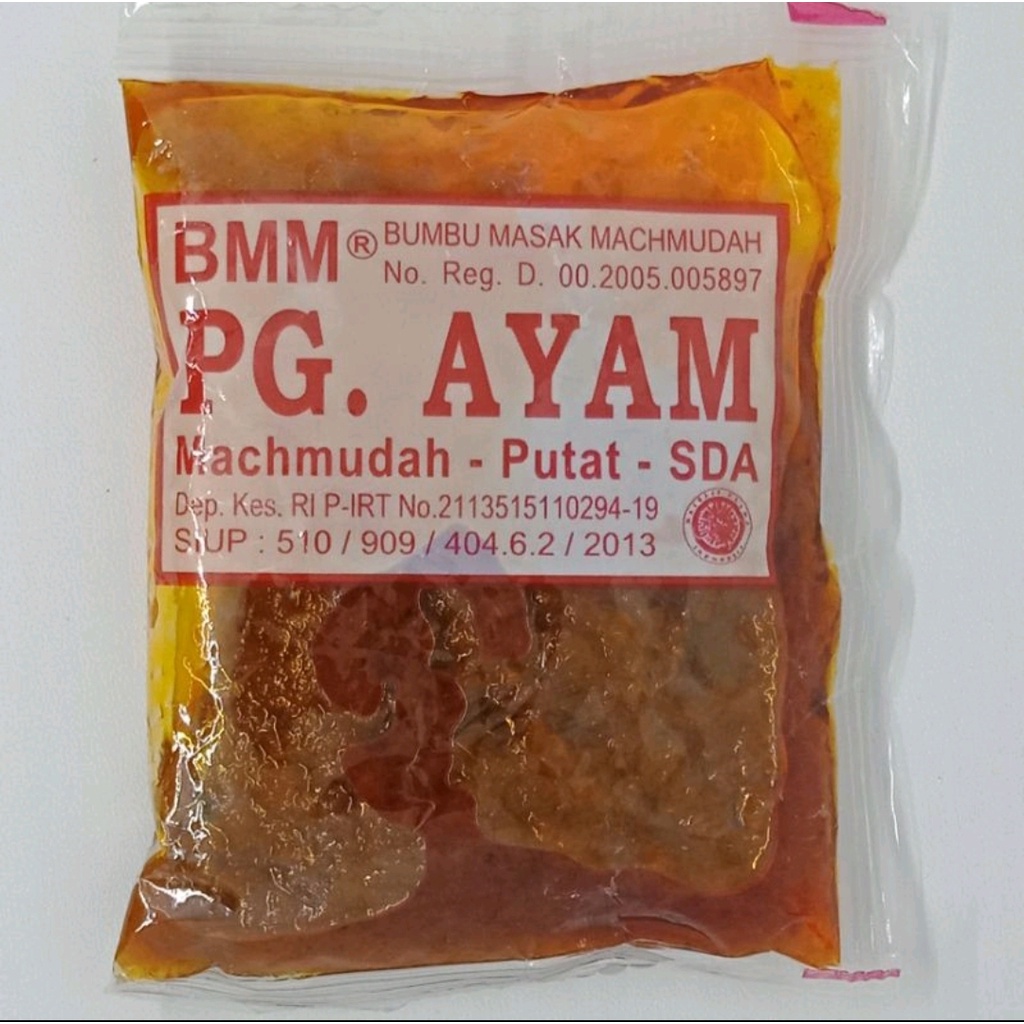 BMM® BUMBU MASAK MACHMUDAH
No. Reg. D. 00.2005.005897
PG. AYAM
Machmudah - Putat - SDA
Dep. Kes. RI P-IRT No.2113515110294-19
SIUP : 510 / 909 / 404.6.2 / 2013